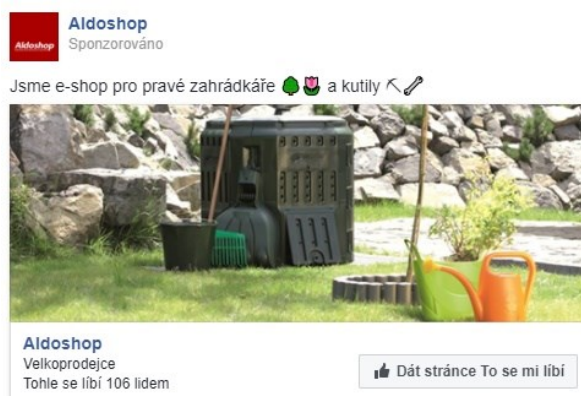 Aldoshop
Aldoshop
Sponzorováno
Jsme e-shop pro pravé zahrádkáře 🌳🌷 a kutily ⛏🔧
Aldoshop
Velkoprodejce
Tohle se líbí 106 lidem
Dát stránce To se mi líbí